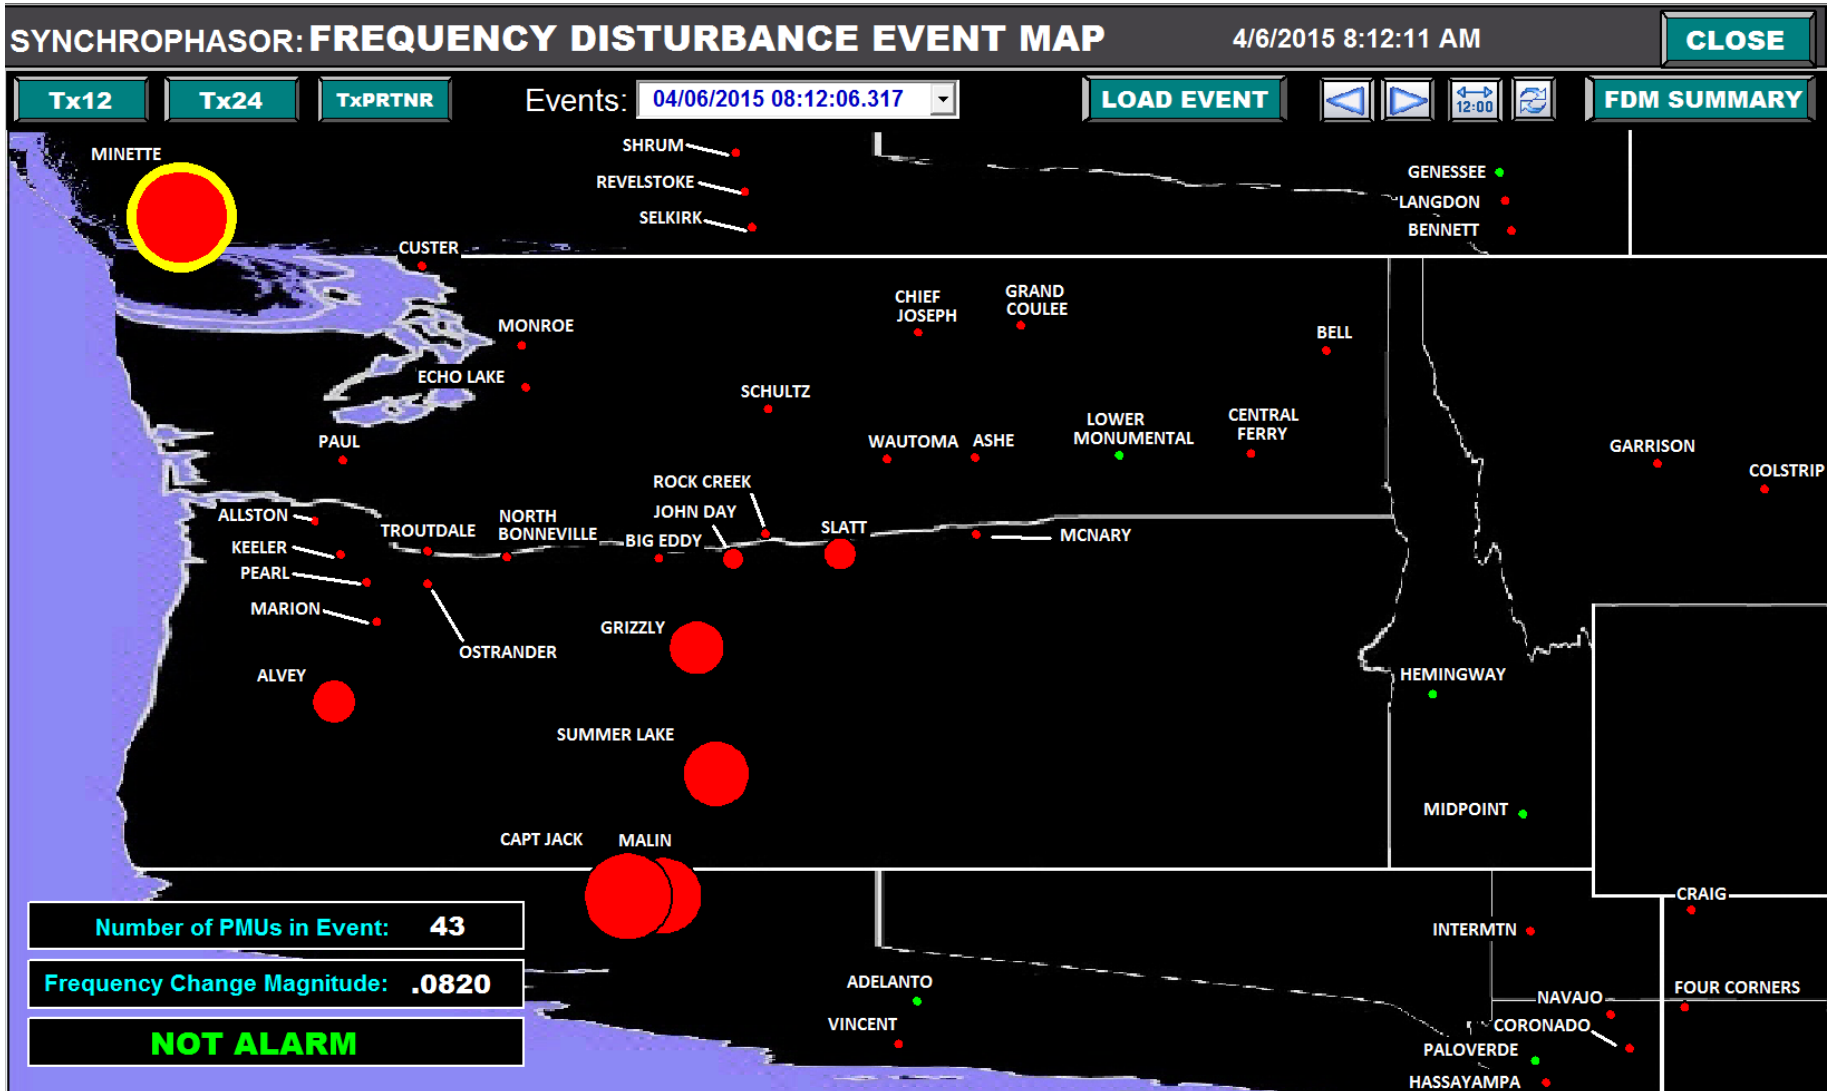 SYNCHROPHASOR: FREQUENCY DISTURBANCE EVENT MAP 4/6/2015 8:12:11 AM CLOSE
Tx12 Tx24 TxPRTNR Events: 04/06/2015 08:12:06.317 LOAD EVENT 12:00 FDM SUMMARY
MINETTE
SHRUM
REVELSTOKE
SELKIRK
GENESSEE
LANGDON
BENNETT
CUSTER
MONROE
ECHO LAKE
CHIEF
JOSEPH
GRAND
COULEE
BELL
SCHULTZ
PAUL
WAUTOMA
ASHE
LOWER
MONUMENTAL
CENTRAL
FERRY
GARRISON
COLSTRIP
ROCK CREEK
JOHN DAY
ALLSTON
TROUTDALE
NORTH
BONNEVILLE
BIG EDDY
SLATT
MCNARY
KEELER
PEARL
MARION
OSTRANDER
GRIZZLY
ALVEY
HEMINGWAY
SUMMER LAKE
MIDPOINT
CAPT JACK
MALIN
CRAIG
INTERMTN
ADELANTO
VINCENT
NAVAJO
FOUR CORNERS
CORONADO
PALOVERDE
HASSAYAMPA
Number of PMUs in Event: 43
Frequency Change Magnitude: .0820
NOT ALARM